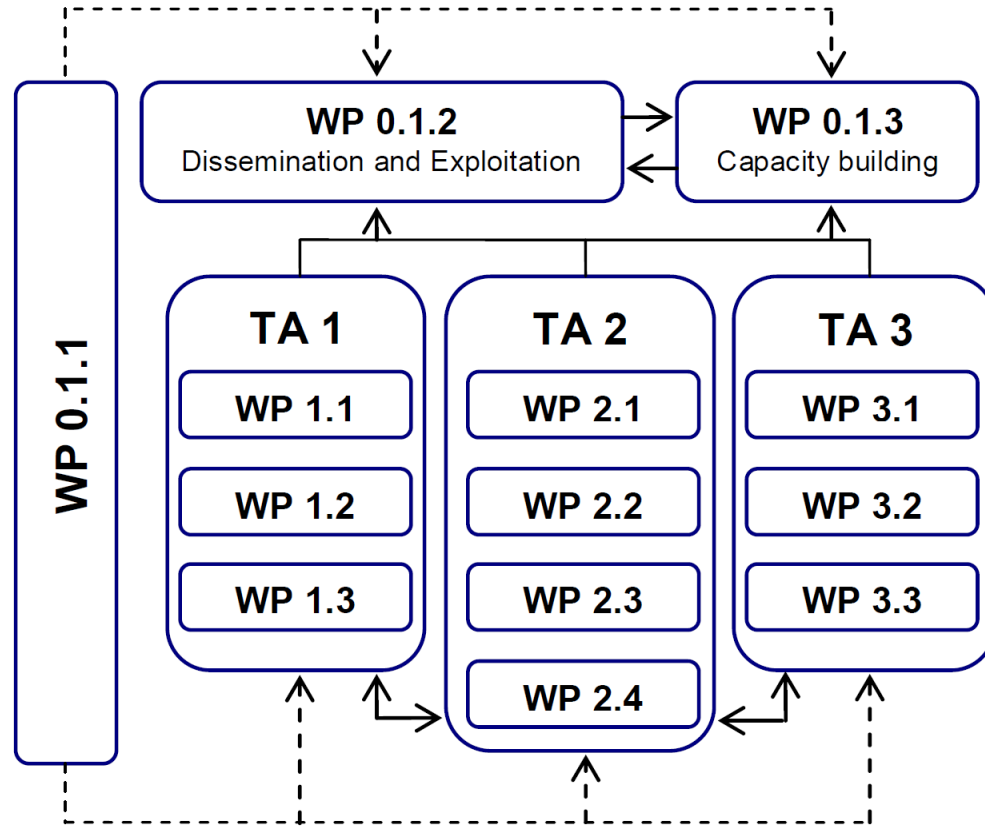 WP 0.1.1
WP 0.1.2
Dissemination and Exploitation
WP 0.1.3
Capacity building
TA 1
WP 1.1
WP 1.2
WP 1.3
TA 2
WP 2.1
WP 2.2
WP 2.3
WP 2.4
TA 3
WP 3.1
WP 3.2
WP 3.3